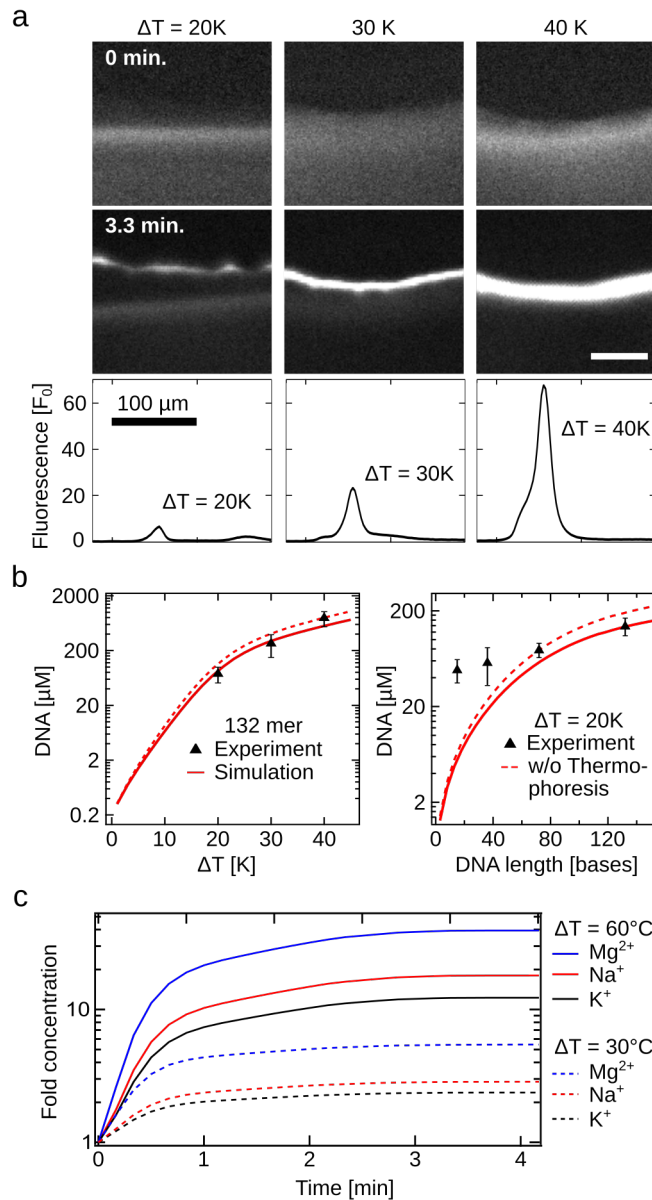 a
ΔT = 20K 30 K 40 K
0 min.
3.3 min.
Fluorescence [F₀]
60
40
20
0
100 µm
ΔT = 20K
ΔT = 30K
ΔT = 40K
b
DNA [µM]
2000
200
20
2
0.2
132 mer
Experiment
Simulation
0 10 20 30 40
ΔT [K]
DNA [µM]
200
20
2
ΔT = 20K
Experiment
w/o Thermo-
phoresis
0 40 80 120
DNA length [bases]
c
Fold concentration
10
1
0 1 2 3 4
Time [min]
ΔT = 60°C
Mg²⁺
Na⁺
K⁺
ΔT = 30°C
Mg²⁺
Na⁺
K⁺